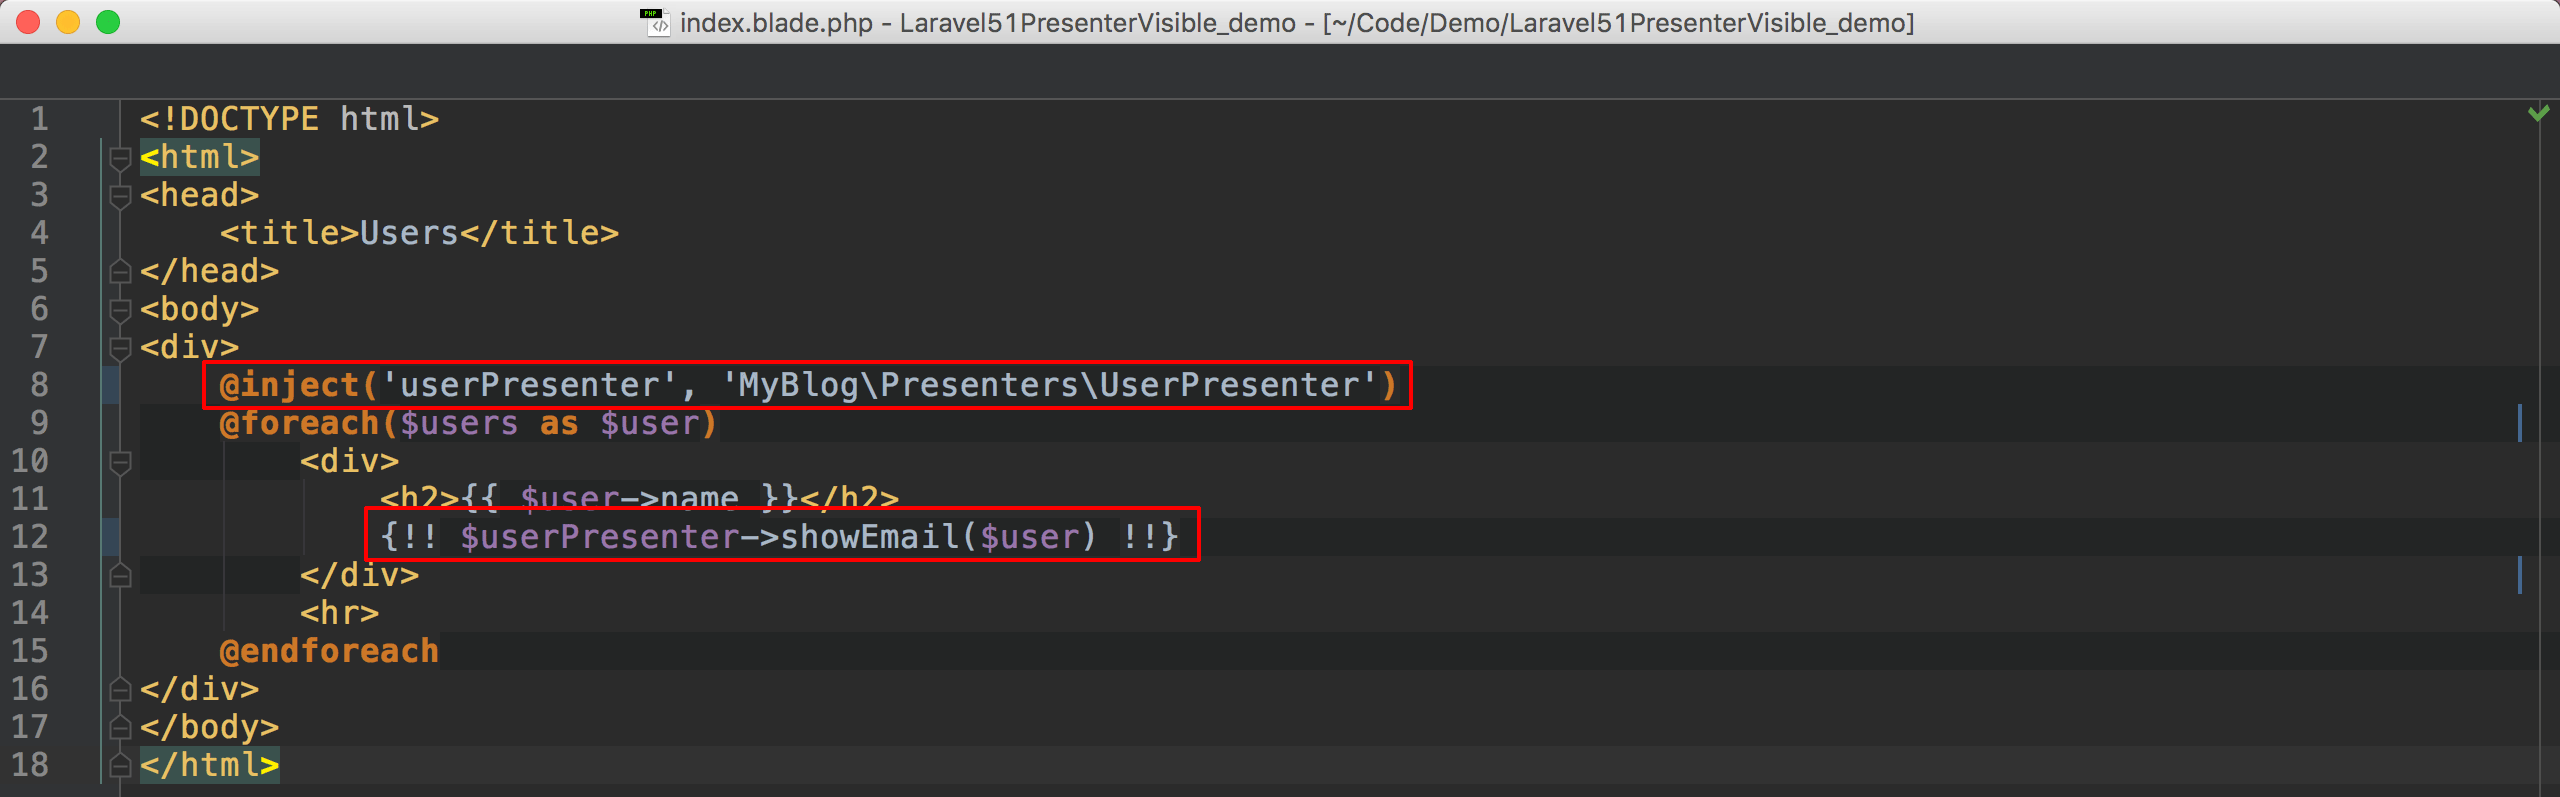 PHP
index.blade.php - Laravel51PresenterVisible_demo - [~/Code/Demo/Laravel51PresenterVisible_demo]
1 <!DOCTYPE html>
2 <html>
3 <head>
4     <title>Users</title>
5 </head>
6 <body>
7 <div>
8     @inject('userPresenter', 'MyBlog\Presenters\UserPresenter')
9     @foreach($users as $user)
10         <div>
11             <h2>{{ $user->name }}</h2>
12             {!! $userPresenter->showEmail($user) !!}
13         </div>
14         <hr>
15     @endforeach
16 </div>
17 </body>
18 </html>